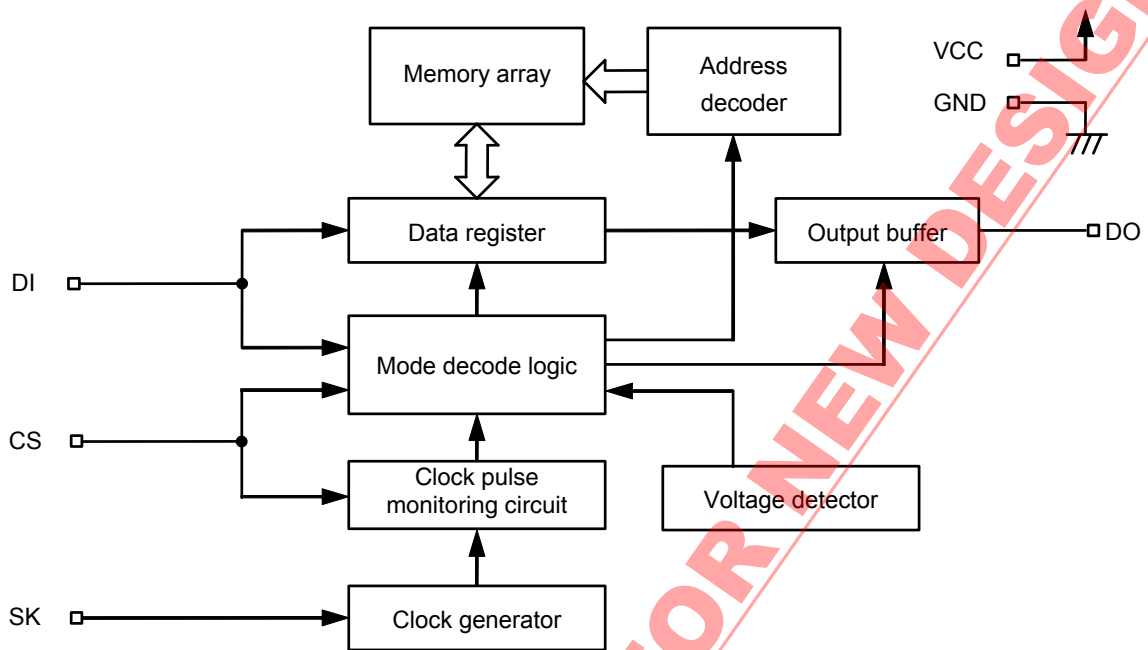 Memory array
Address
decoder
VCC
GND
Data register
Output buffer
DO
DI
Mode decode logic
CS
Clock pulse
monitoring circuit
Voltage detector
SK
Clock generator
OR NEW DESIG